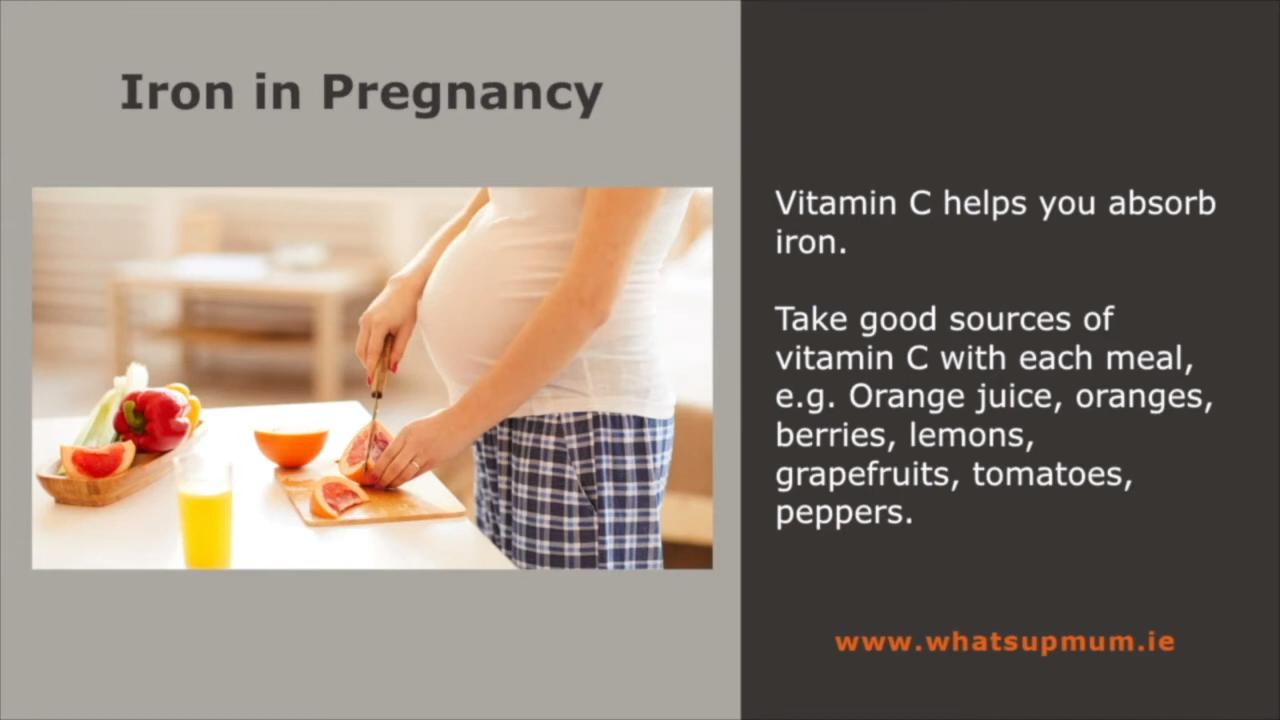 Iron in Pregnancy
Vitamin C helps you absorb
iron.
Take good sources of
vitamin C with each meal,
e.g. Orange juice, oranges,
berries, lemons,
grapefruits, tomatoes,
peppers.
www.whatsupmum.ie